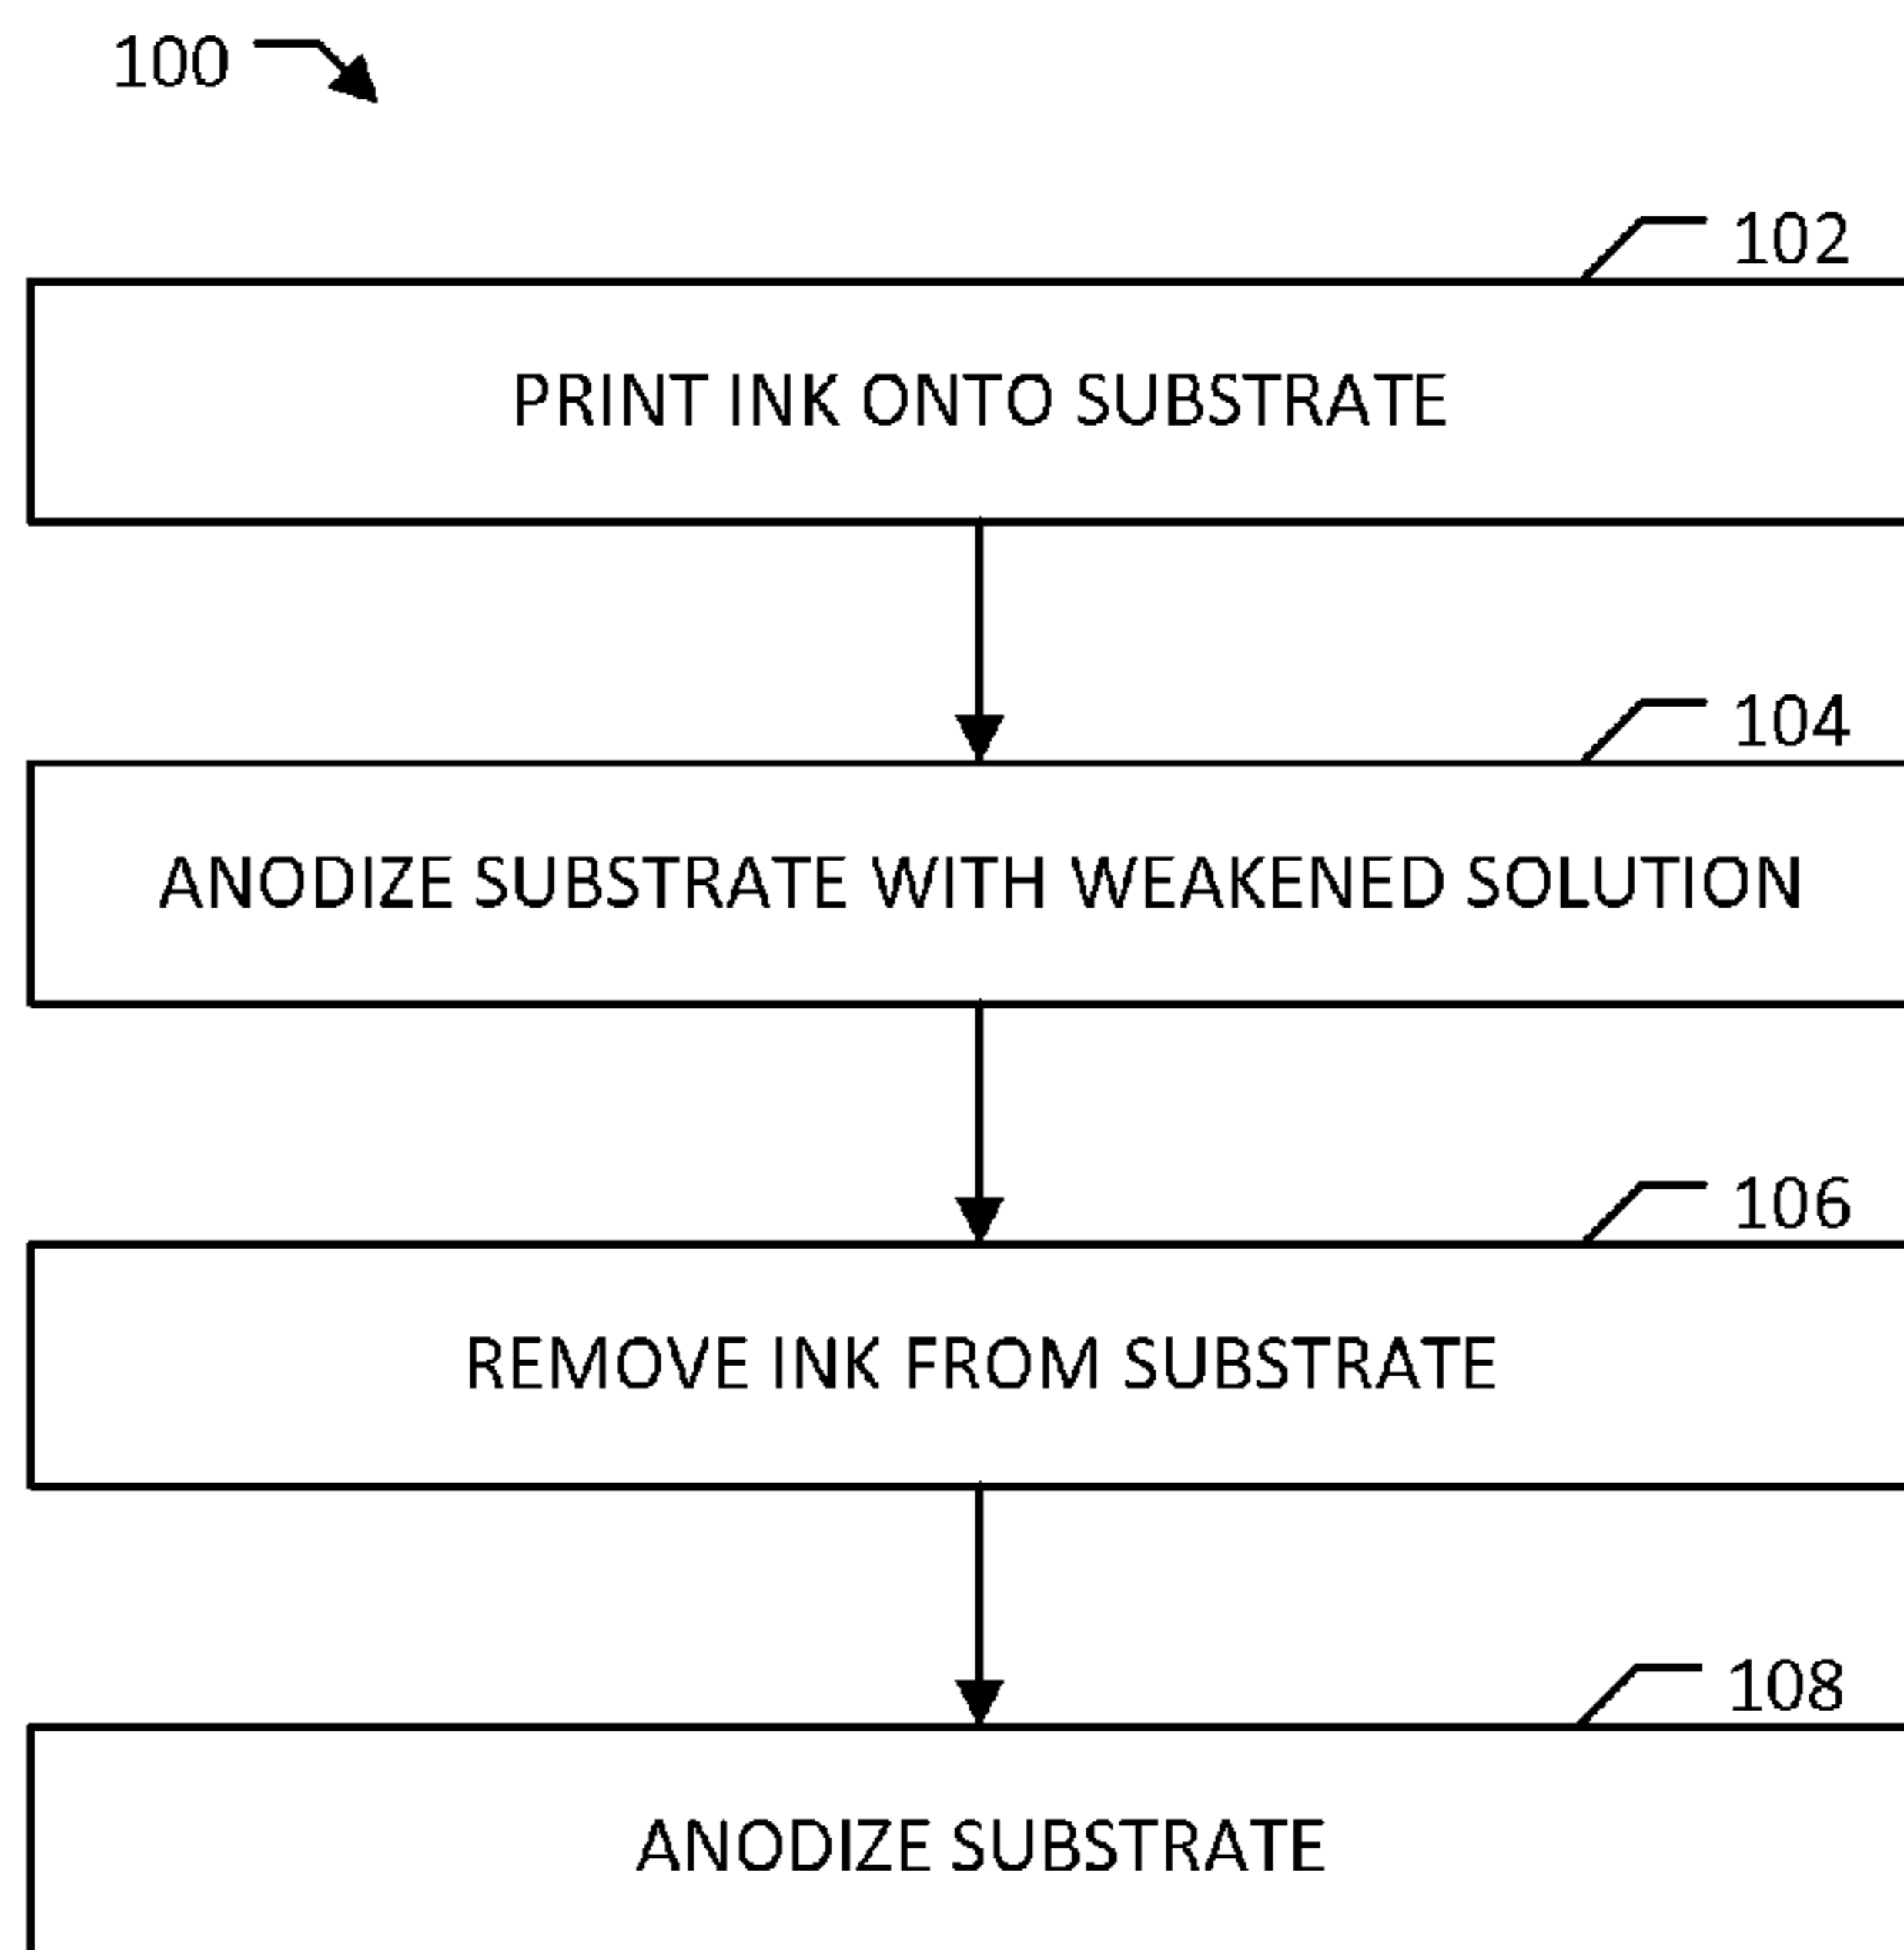 100
102
PRINT INK ONTO SUBSTRATE
104
ANODIZE SUBSTRATE WITH WEAKENED SOLUTION
106
REMOVE INK FROM SUBSTRATE
108
ANODIZE SUBSTRATE